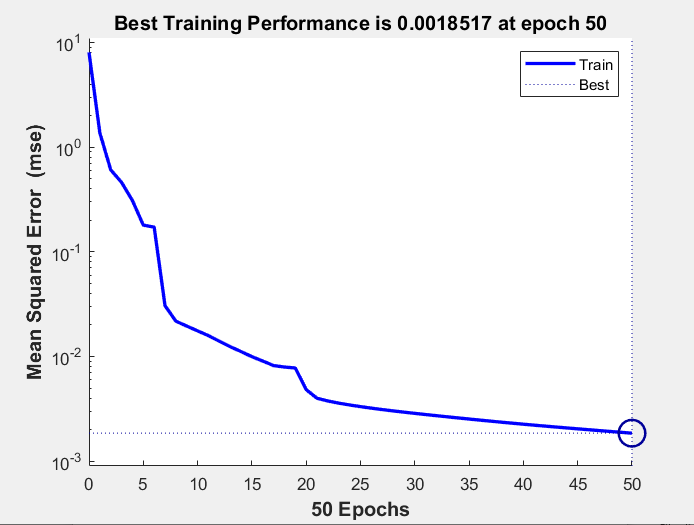 Best Training Performance is 0.0018517 at epoch 50
Train
Best
Mean Squared Error (mse)
10^1
10^0
10^-1
10^-2
10^-3
0 5 10 15 20 25 30 35 40 45 50
50 Epochs